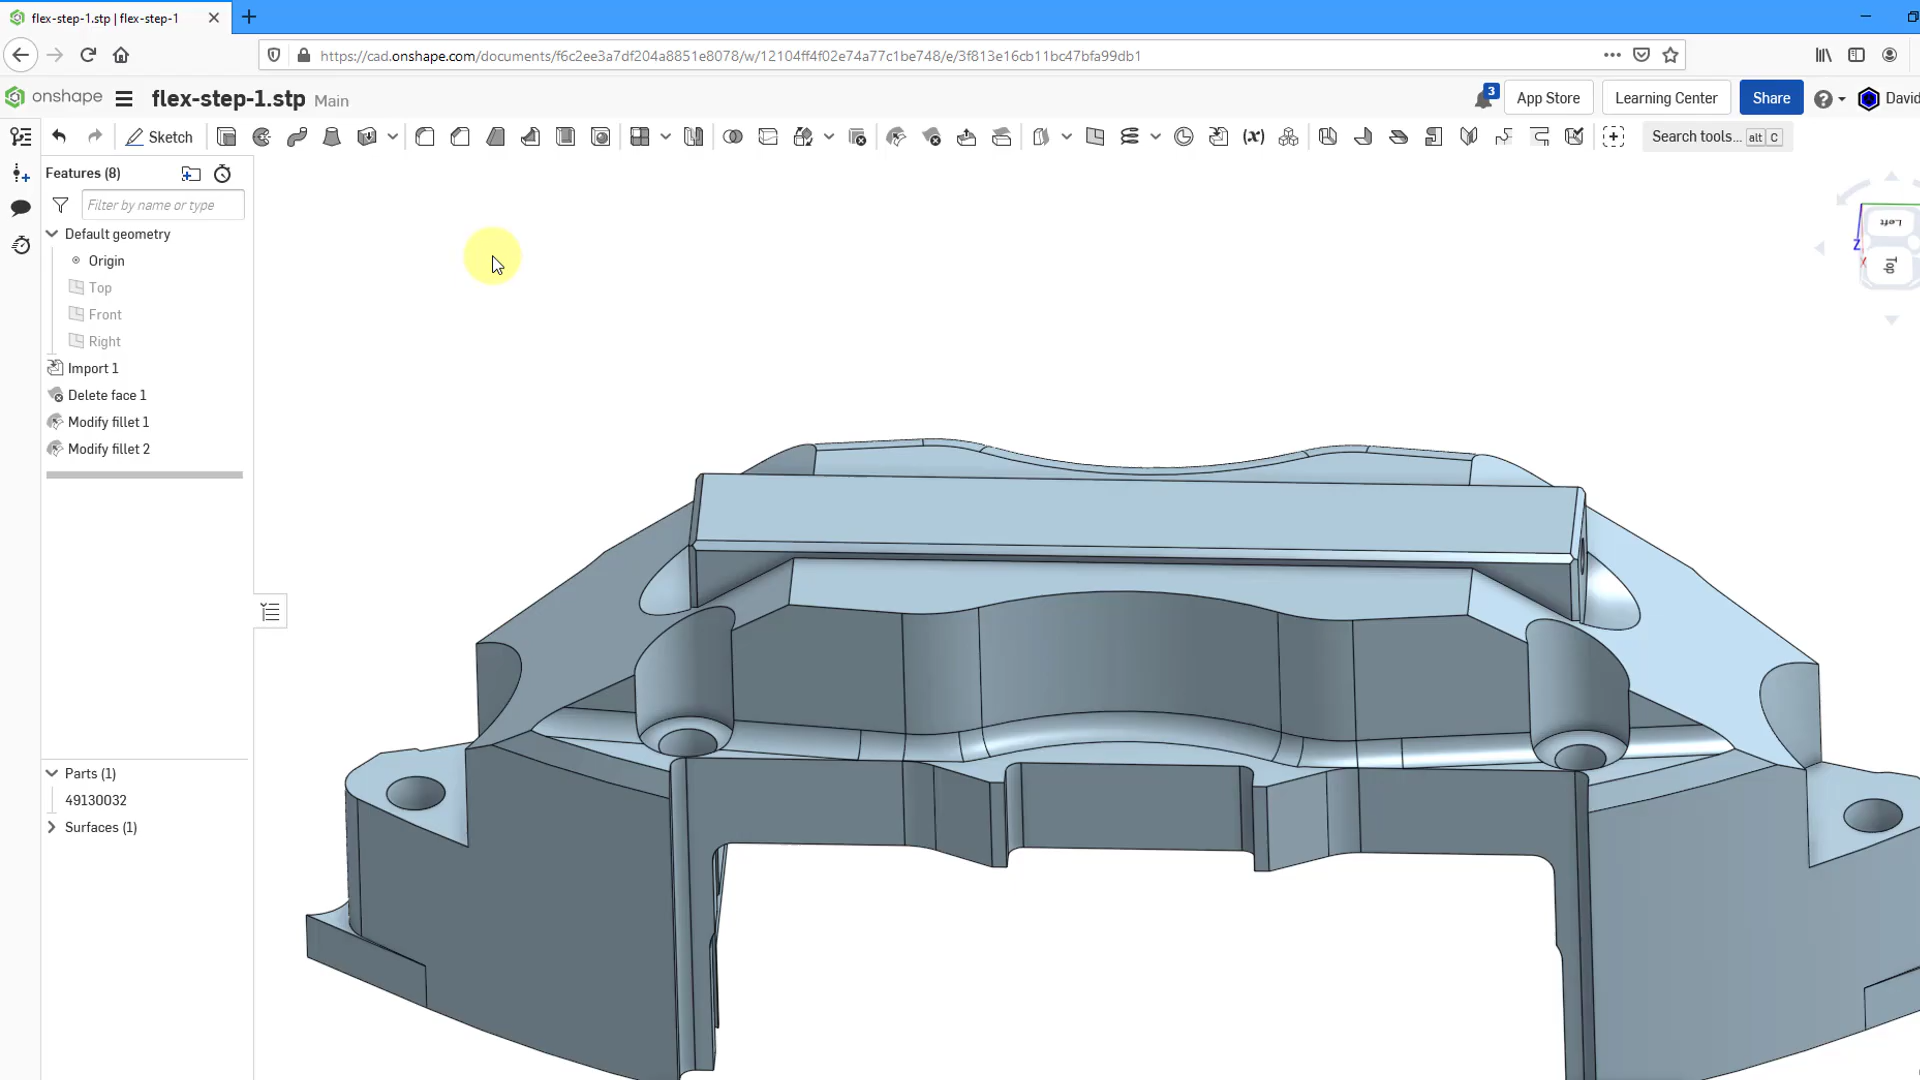 flex-step-1.stp | flex-step-1
https://cad.onshape.com/documents/f6c2ee3a7df204a8851e8078/w/12104ff4f02e74a77c1be748/e/3f813e16cb11bc47bfa99db1
onshape flex-step-1.stp Main 3 App Store Learning Center Share David
Sketch (x) Search tools... alt C
Features (8)
Filter by name or type
Default geometry
Origin
Top
Front
Right
Import 1
Delete face 1
Modify fillet 1
Modify fillet 2
Parts (1)
49130032
Surfaces (1)
Left
Z
X
Top